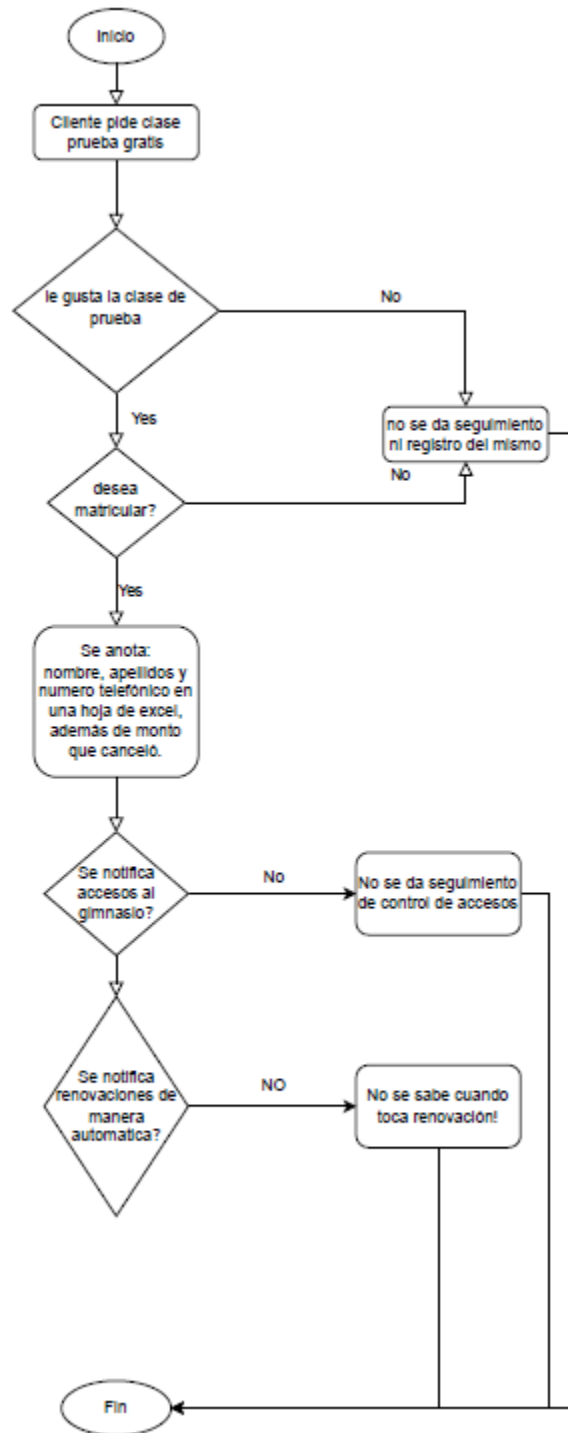 Inicio
Cliente pide clase
prueba gratis
le gusta la clase de
prueba
No
Yes
no se da seguimiento
ni registro del mismo
No
desea
matricular?
Yes
Se anota:
nombre, apellidos y
numero telefónico en
una hoja de excel,
además de monto
que canceló.
Se notifica
accesos al
gimnasio?
No
No se da seguimiento
de control de accesos
Se notifica
renovaciones de
manera
automatica?
NO
No se sabe cuando
toca renovación!
Fin